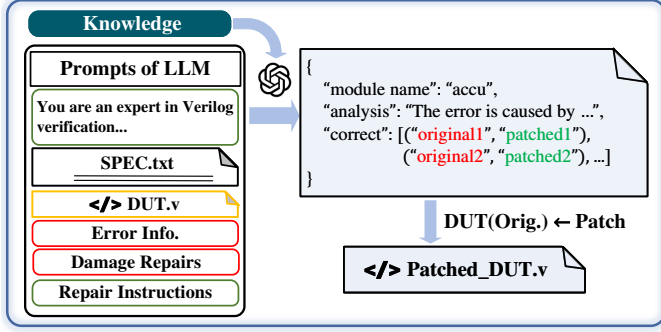 Knowledge
Prompts of LLM
You are an expert in Verilog
verification...
SPEC.txt
</> DUT.v
Error Info.
Damage Repairs
Repair Instructions
{
“module name”: “accu”,
“analysis”: “The error is caused by ...”,
“correct”: [(“original1”, “patched1”),
(“original2”, “patched2”), ...]
}
DUT(Orig.) ← Patch
</> Patched_DUT.v